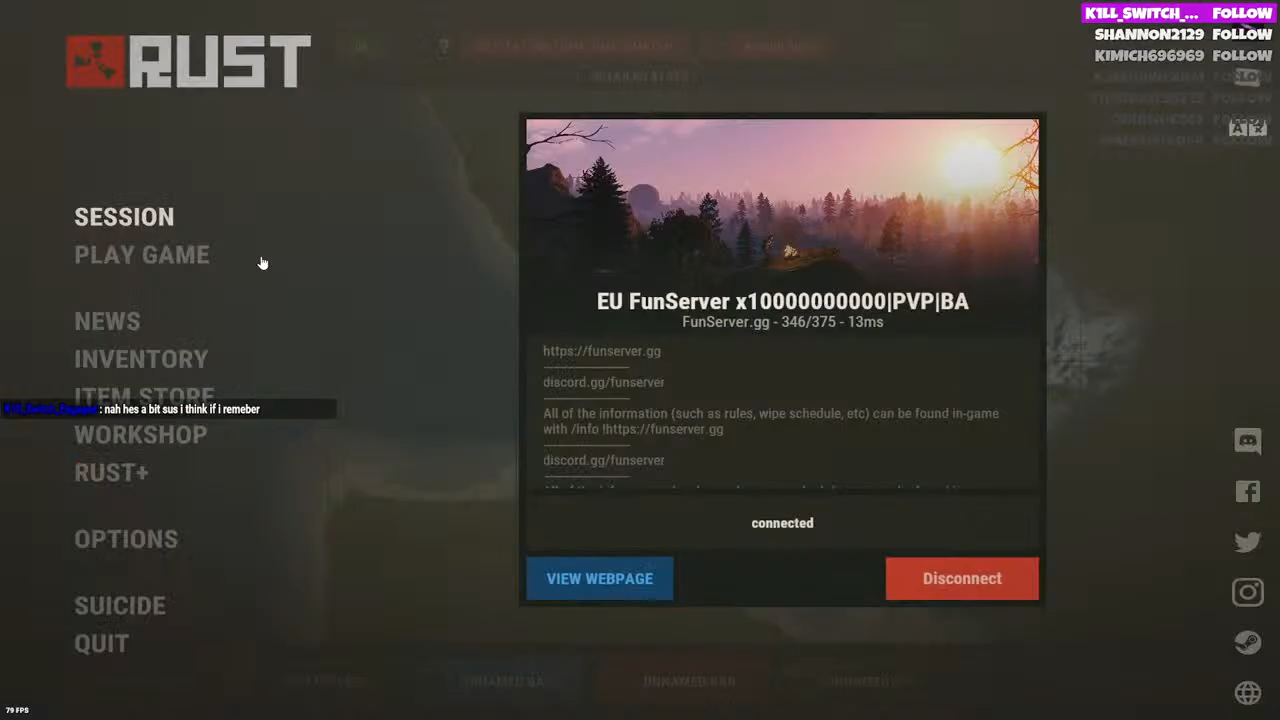 K1LL_SWITCH_... FOLLOW
SHANNON2129 FOLLOW
KIMICH696969 FOLLOW
RUST
SESSION
PLAY GAME
NEWS
INVENTORY
ITEM STORE
: nah hes a bit sus i think if i remeber
WORKSHOP
RUST+
OPTIONS
SUICIDE
QUIT
EU FunServer x10000000000|PVP|BA
FunServer.gg - 346/375 - 13ms
https://funserver.gg
discord.gg/funserver
All of the information (such as rules, wipe schedule, etc) can be found in-game
with /info !https://funserver.gg
discord.gg/funserver
connected
VIEW WEBPAGE
Disconnect
79 FPS